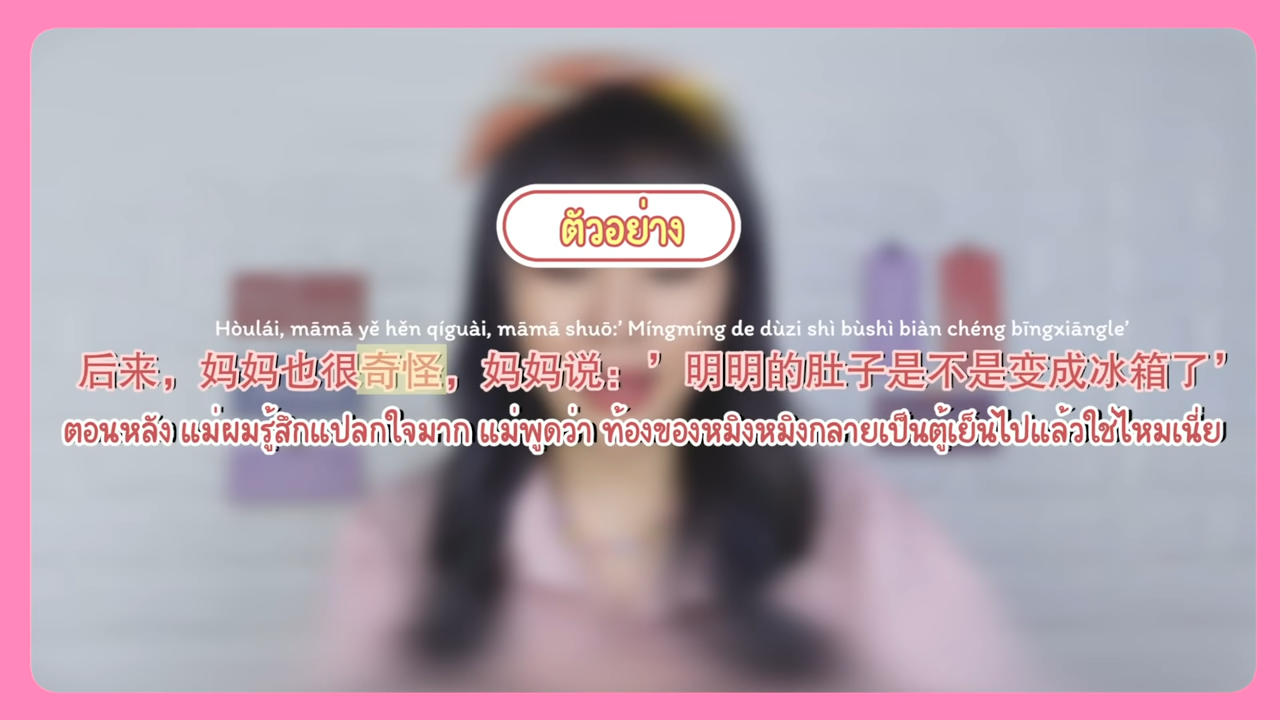 ตัวอย่าง
Hòulái, māmā yě hěn qíguài, māmā shuō:’ Míngmíng de dùzi shì bùshì biàn chéng bīngxiāngle’
后来，妈妈也很奇怪，妈妈说：’明明的肚子是不是变成冰箱了’
ตอนหลัง แม่ผมรู้สึกแปลกใจมาก แม่พูดว่า ท้องของหมิงหมิงกลายเป็นตู้เย็นไปแล้วใช่ไหมเนี่ย